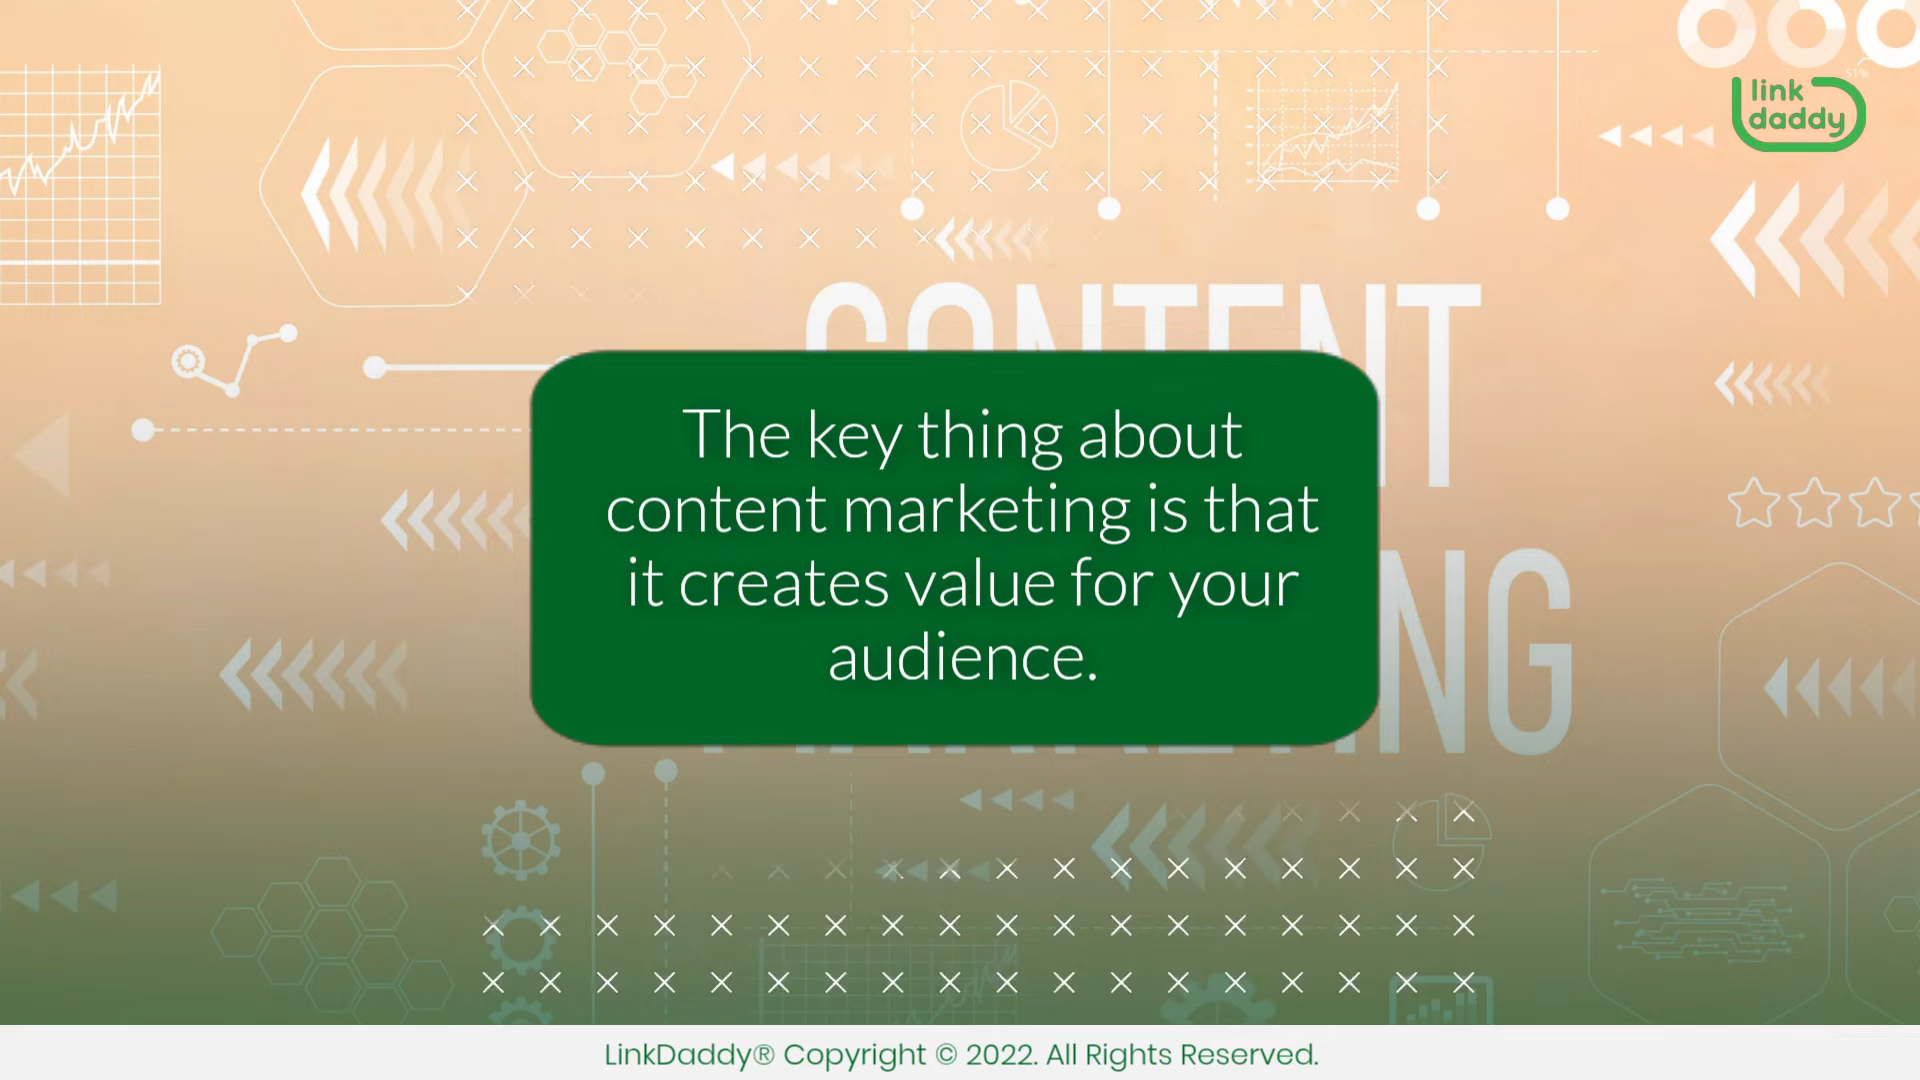 51%
link
daddy
CONTENT
The key thing about
content marketing is that
it creates value for your
audience.
MARKETING
LinkDaddy® Copyright © 2022. All Rights Reserved.